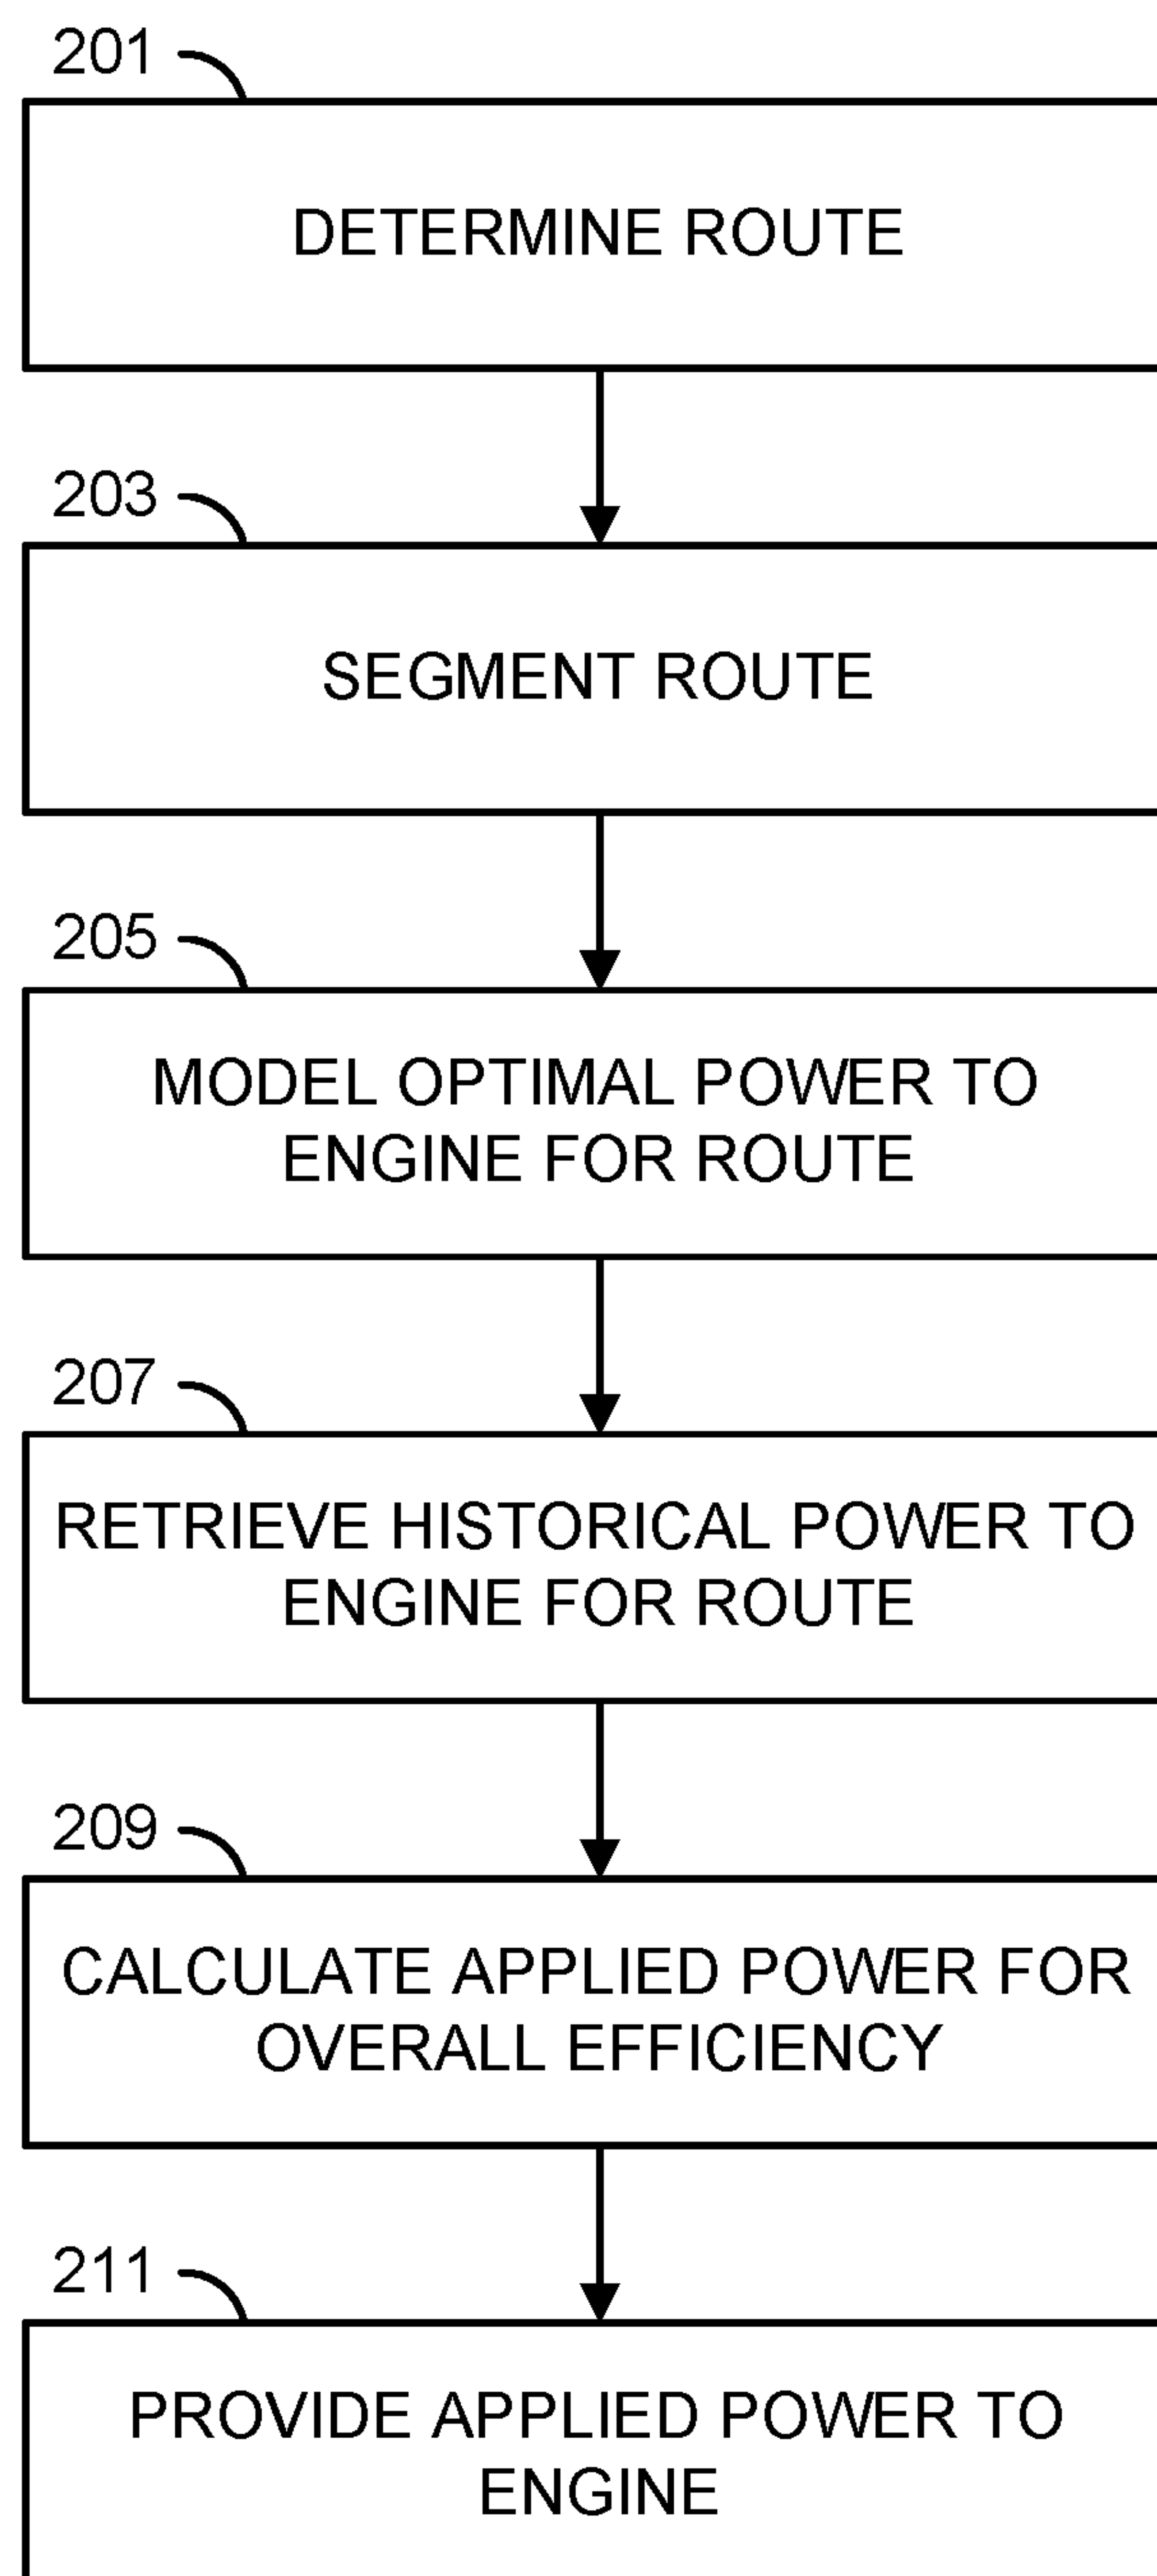 201
DETERMINE ROUTE
203
SEGMENT ROUTE
205
MODEL OPTIMAL POWER TO
ENGINE FOR ROUTE
207
RETRIEVE HISTORICAL POWER TO
ENGINE FOR ROUTE
209
CALCULATE APPLIED POWER FOR
OVERALL EFFICIENCY
211
PROVIDE APPLIED POWER TO
ENGINE